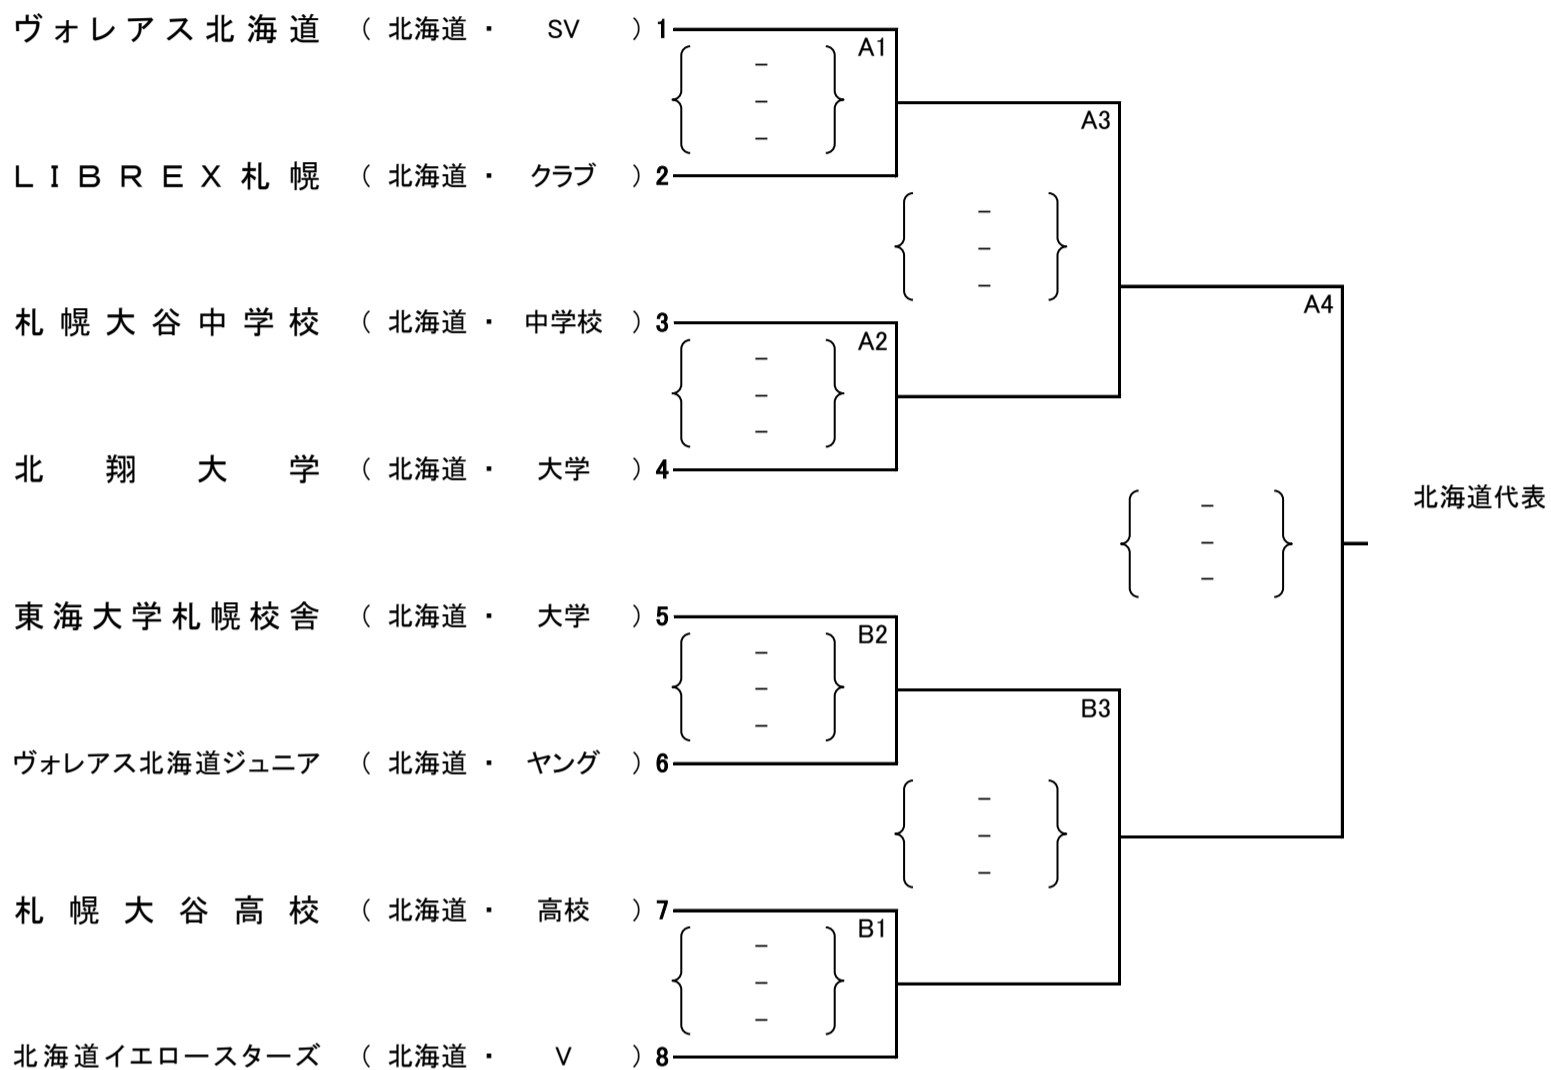 ヴォレアス北海道 ( 北海道 ・ SV ) 1
A1
－
－
－
A3
LIBREX札幌 ( 北海道 ・ クラブ ) 2
－
－
－
A4
札幌大谷中学校 ( 北海道 ・ 中学校 ) 3
A2
－
－
－
北翔大学 ( 北海道 ・ 大学 ) 4
北海道代表
－
－
－
東海大学札幌校舎 ( 北海道 ・ 大学 ) 5
B2
－
－
－
B3
ヴォレアス北海道ジュニア ( 北海道 ・ ヤング ) 6
－
－
－
札幌大谷高校 ( 北海道 ・ 高校 ) 7
B1
－
－
－
北海道イエロースターズ ( 北海道 ・ V ) 8